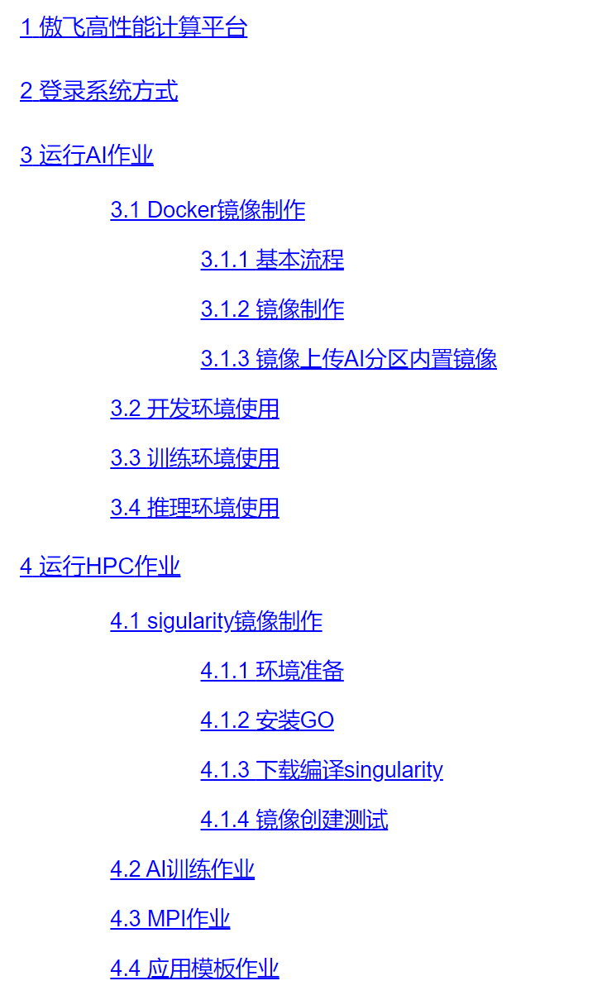 1 傲飞高性能计算平台
2 登录系统方式
3 运行AI作业
3.1 Docker镜像制作
3.1.1 基本流程
3.1.2 镜像制作
3.1.3 镜像上传AI分区内置镜像
3.2 开发环境使用
3.3 训练环境使用
3.4 推理环境使用
4 运行HPC作业
4.1 sigularity镜像制作
4.1.1 环境准备
4.1.2 安装GO
4.1.3 下载编译singularity
4.1.4 镜像创建测试
4.2 AI训练作业
4.3 MPI作业
4.4 应用模板作业